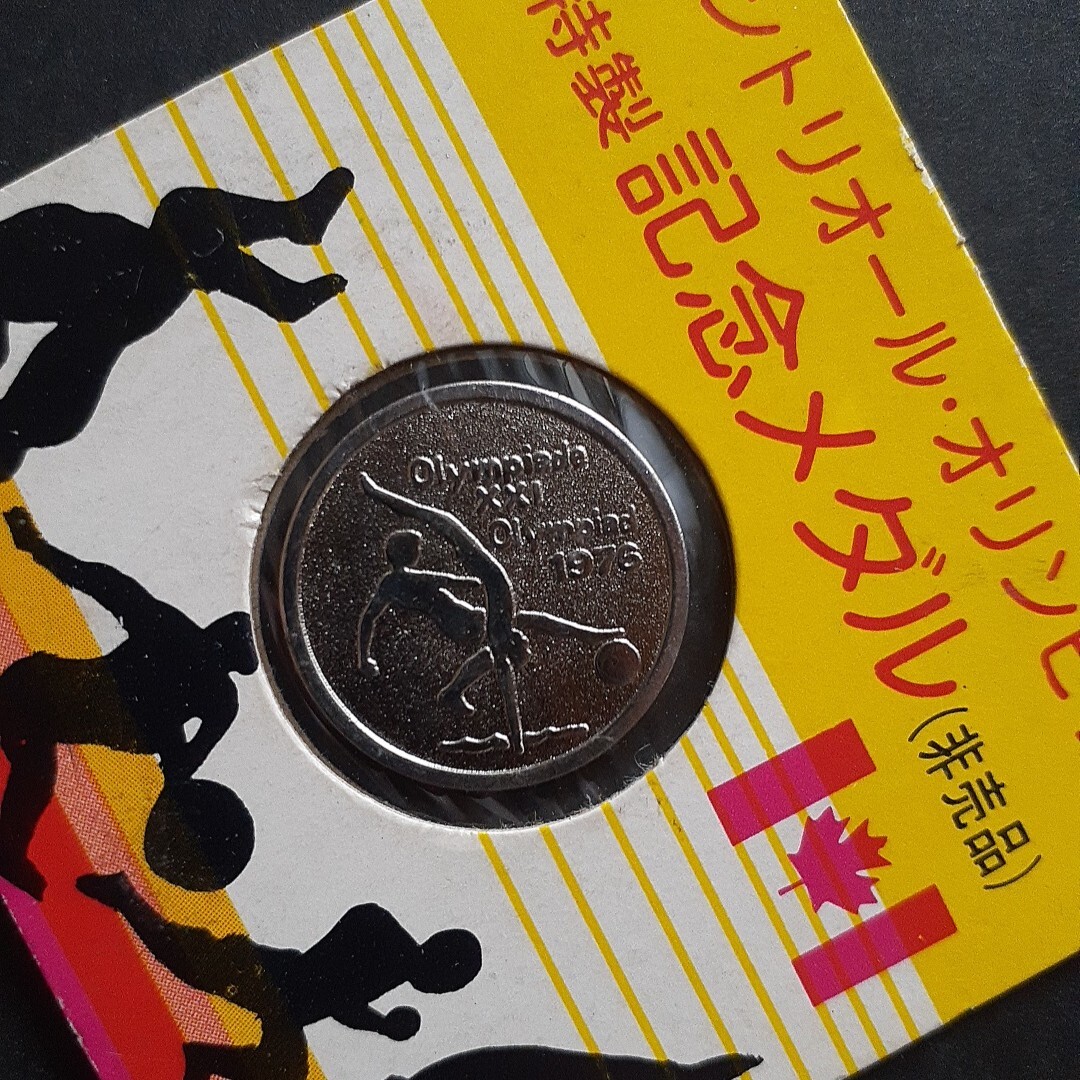 ントリオール・オリンピ
特製
記念メダル(非売品)
Olympiade
XXI
Olympiad
1976